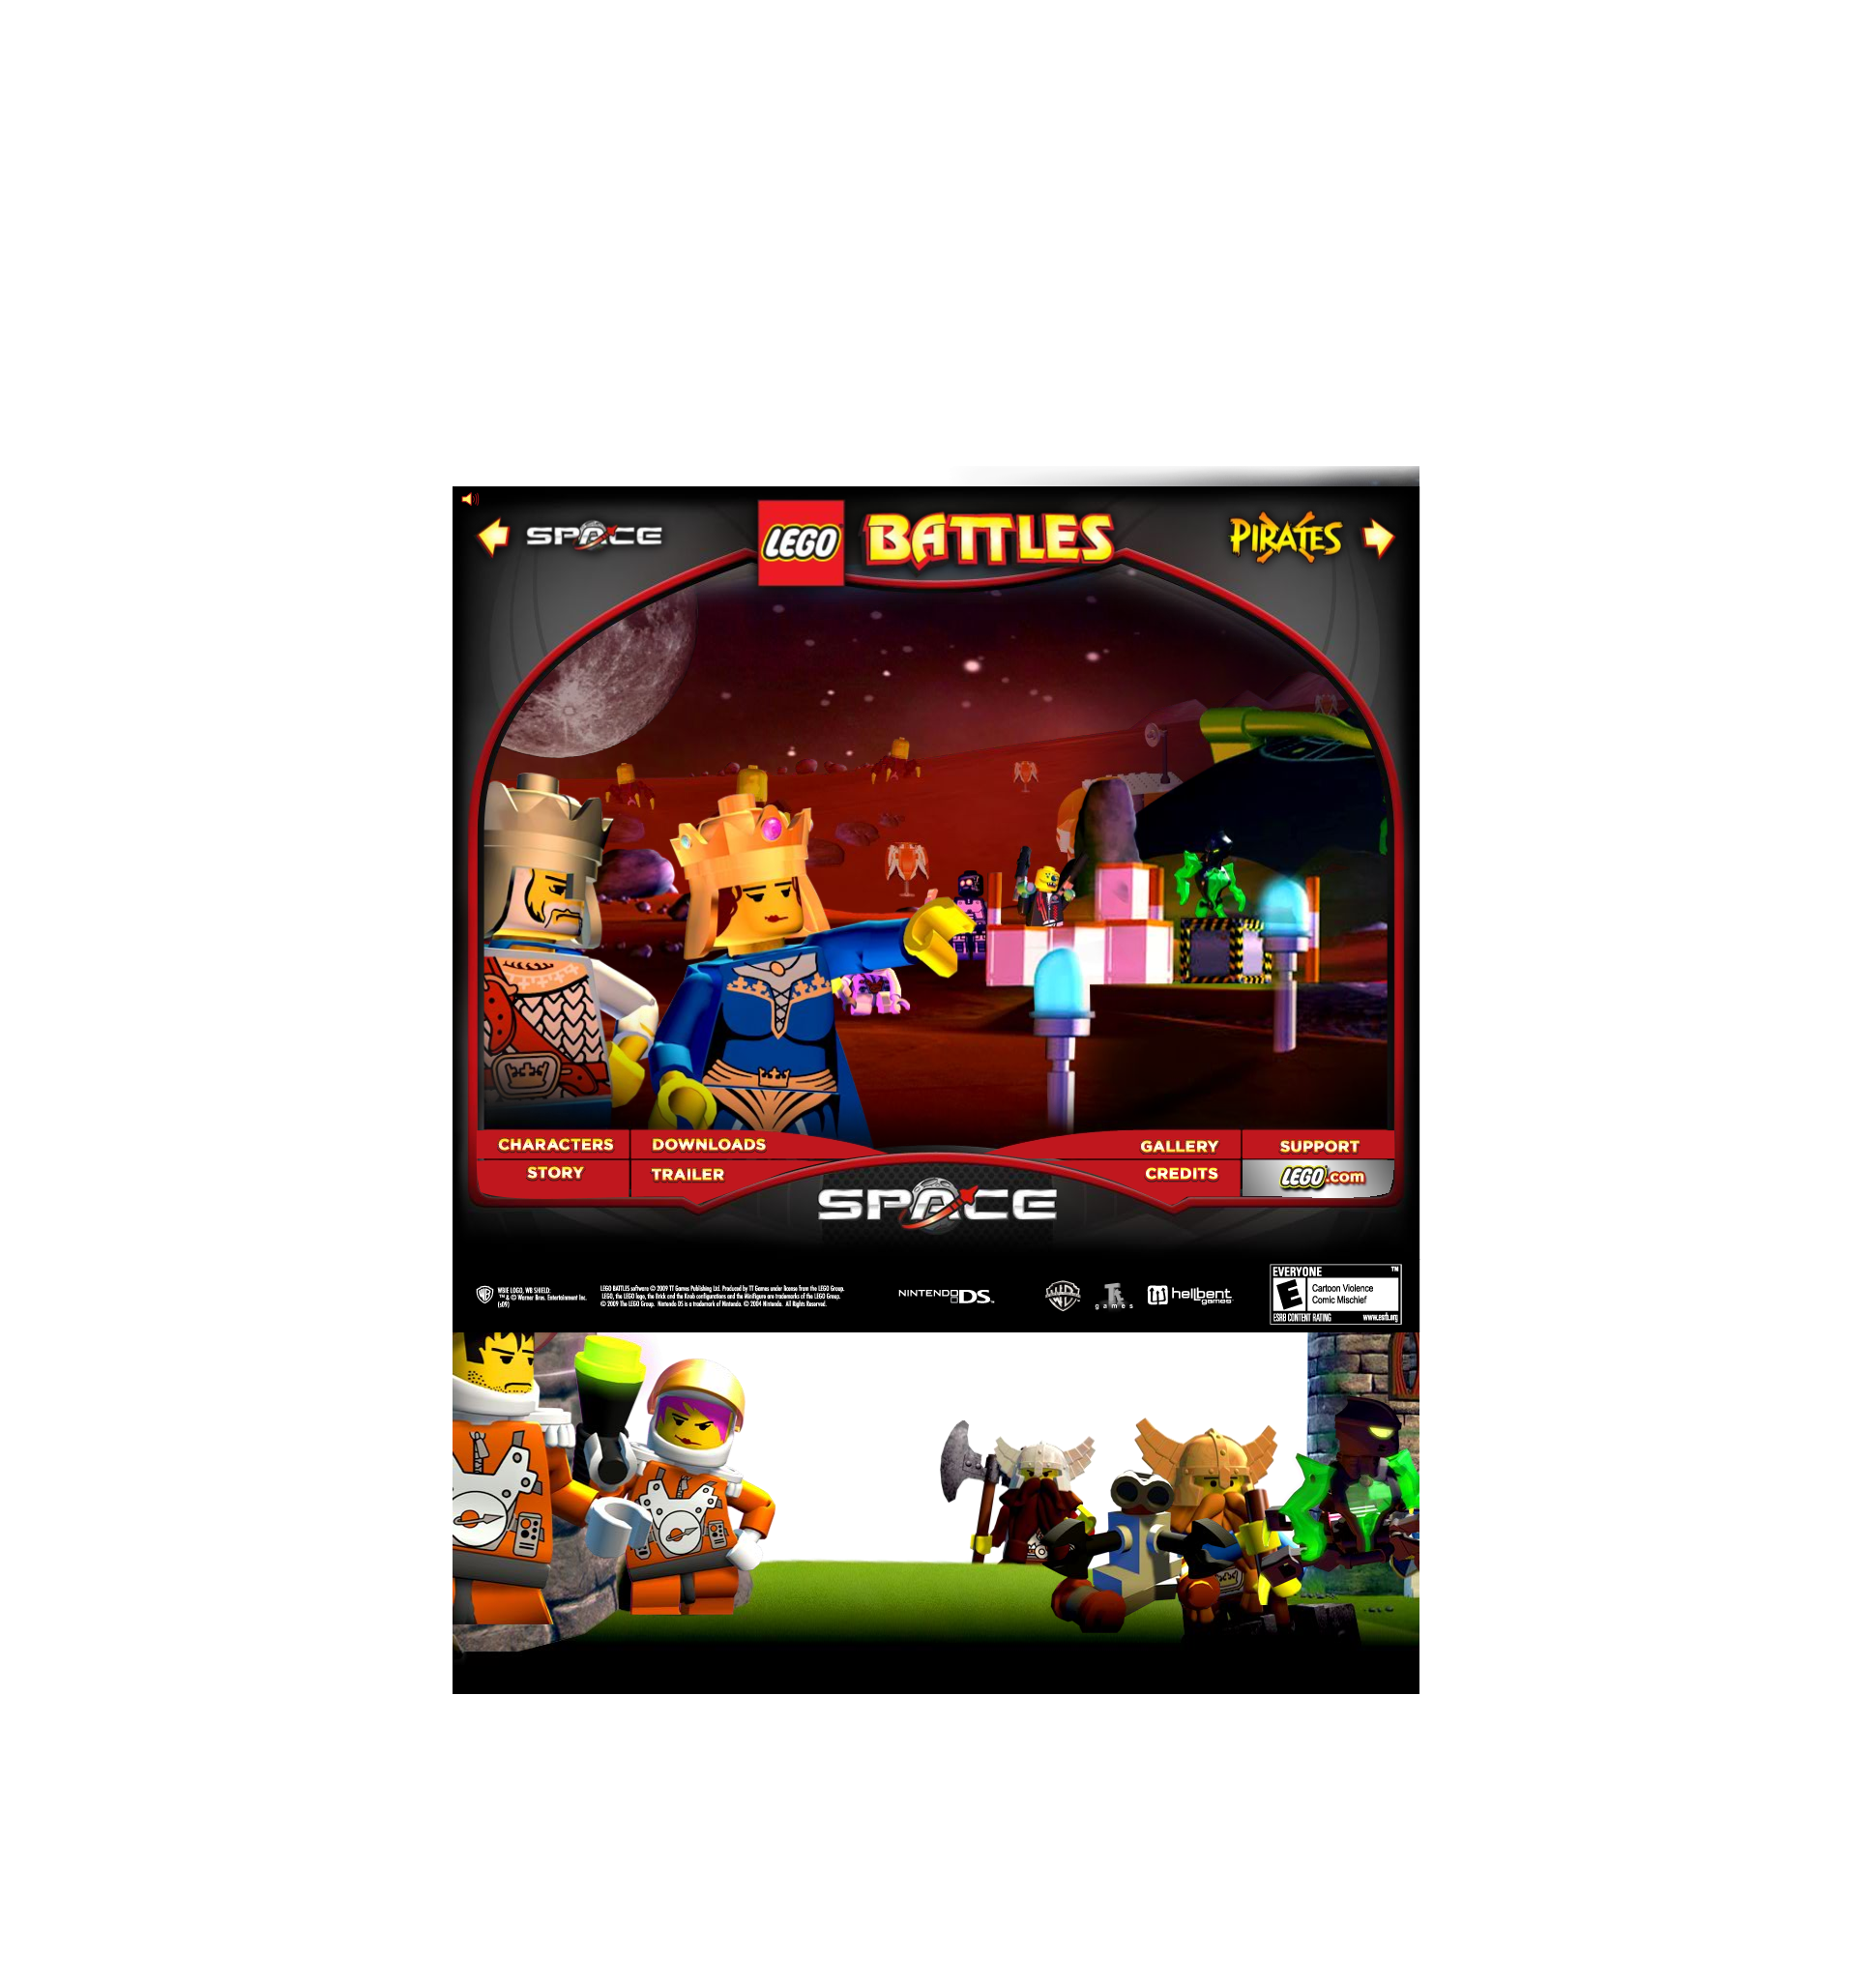 SPACE
LEGO
BATTLES
PIRATES
CHARACTERS
DOWNLOADS
STORY
TRAILER
GALLERY
SUPPORT
CREDITS
LEGO.com
SPACE
WBIE LOGO, WB SHIELD:
™ & © Warner Bros. Entertainment Inc.
(s09)
LEGO BATTLES software © 2009 TT Games Publishing Ltd. Produced by TT Games under license from the LEGO Group.
LEGO, the LEGO logo, the Brick and the Knob configurations and the Minifigure are trademarks of the LEGO Group.
© 2009 The LEGO Group. Nintendo DS is a trademark of Nintendo. © 2004 Nintendo. All Rights Reserved.
NINTENDO DS™
games
hellbent
games
EVERYONE ™
E
Cartoon Violence
Comic Mischief
ESRB CONTENT RATING www.esrb.org